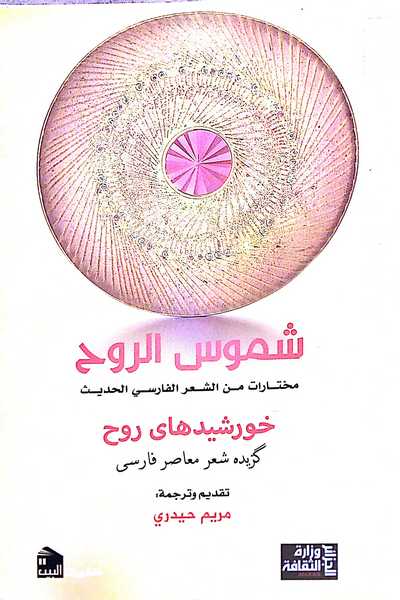 شموس الروح
مختارات من الشعر الفارسي الحديث
خورشیدهای روح
گزیده شعر معاصر فارسی
تقديم وترجمة:
مريم حيدري
وزارة
الثقافة
البيت